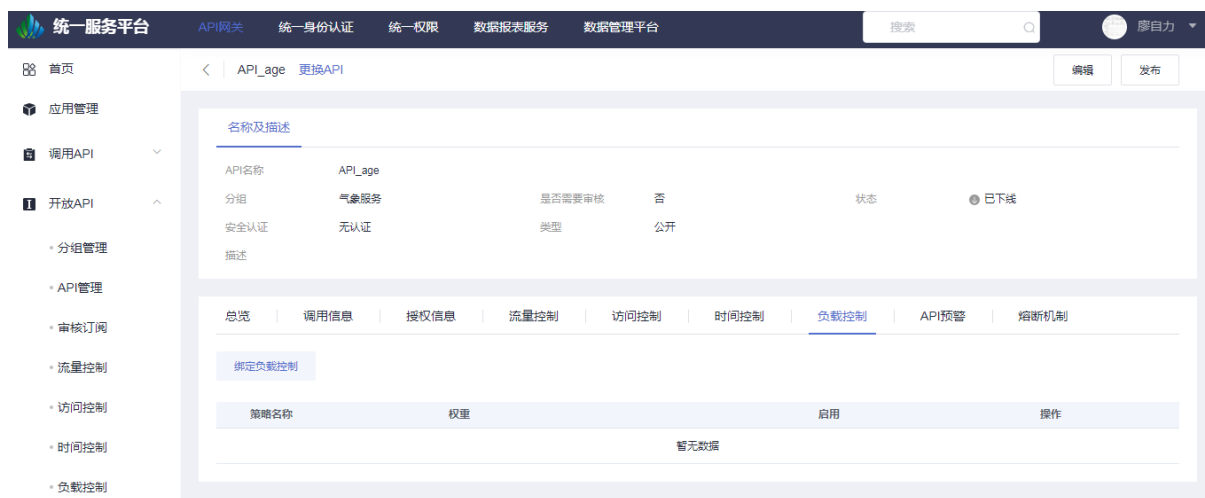 统一服务平台 API网关 统一身份认证 统一权限 数据报表服务 数据管理平台 搜索 廖自力
首页
应用管理
调用API
开放API
分组管理
API管理
审核订阅
流量控制
访问控制
时间控制
负载控制
API_age 更换API 编辑 发布
名称及描述
API名称 API_age
分组 气象服务 是否需要审核 否 状态 已下线
安全认证 无认证 类型 公开
描述
总览 调用信息 授权信息 流量控制 访问控制 时间控制 负载控制 API预警 熔断机制
绑定负载控制
策略名称 权重 启用 操作
暂无数据